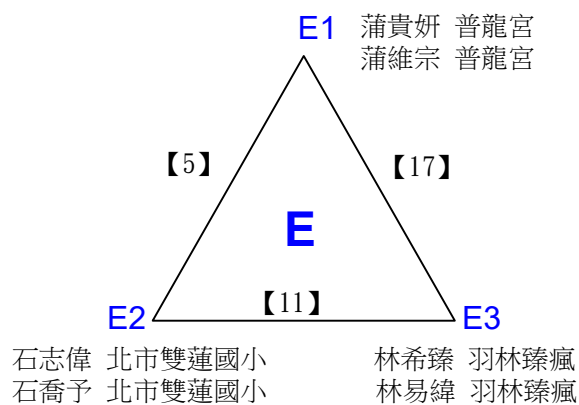 E1 蒲貴妍 普龍宮
蒲維宗 普龍宮
【5】 【17】
E
【11】
E2 E3
石志偉 北市雙蓮國小 林希臻 羽林臻瘋
石喬予 北市雙蓮國小 林易緯 羽林臻瘋